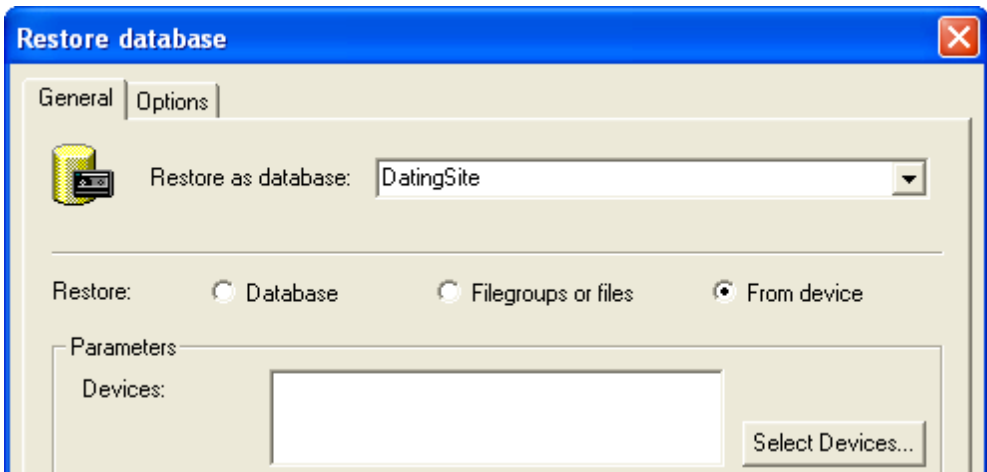 Restore database
General Options
Restore as database: DatingSite
Restore: Database Filegroups or files From device
Parameters
Devices:
Select Devices...